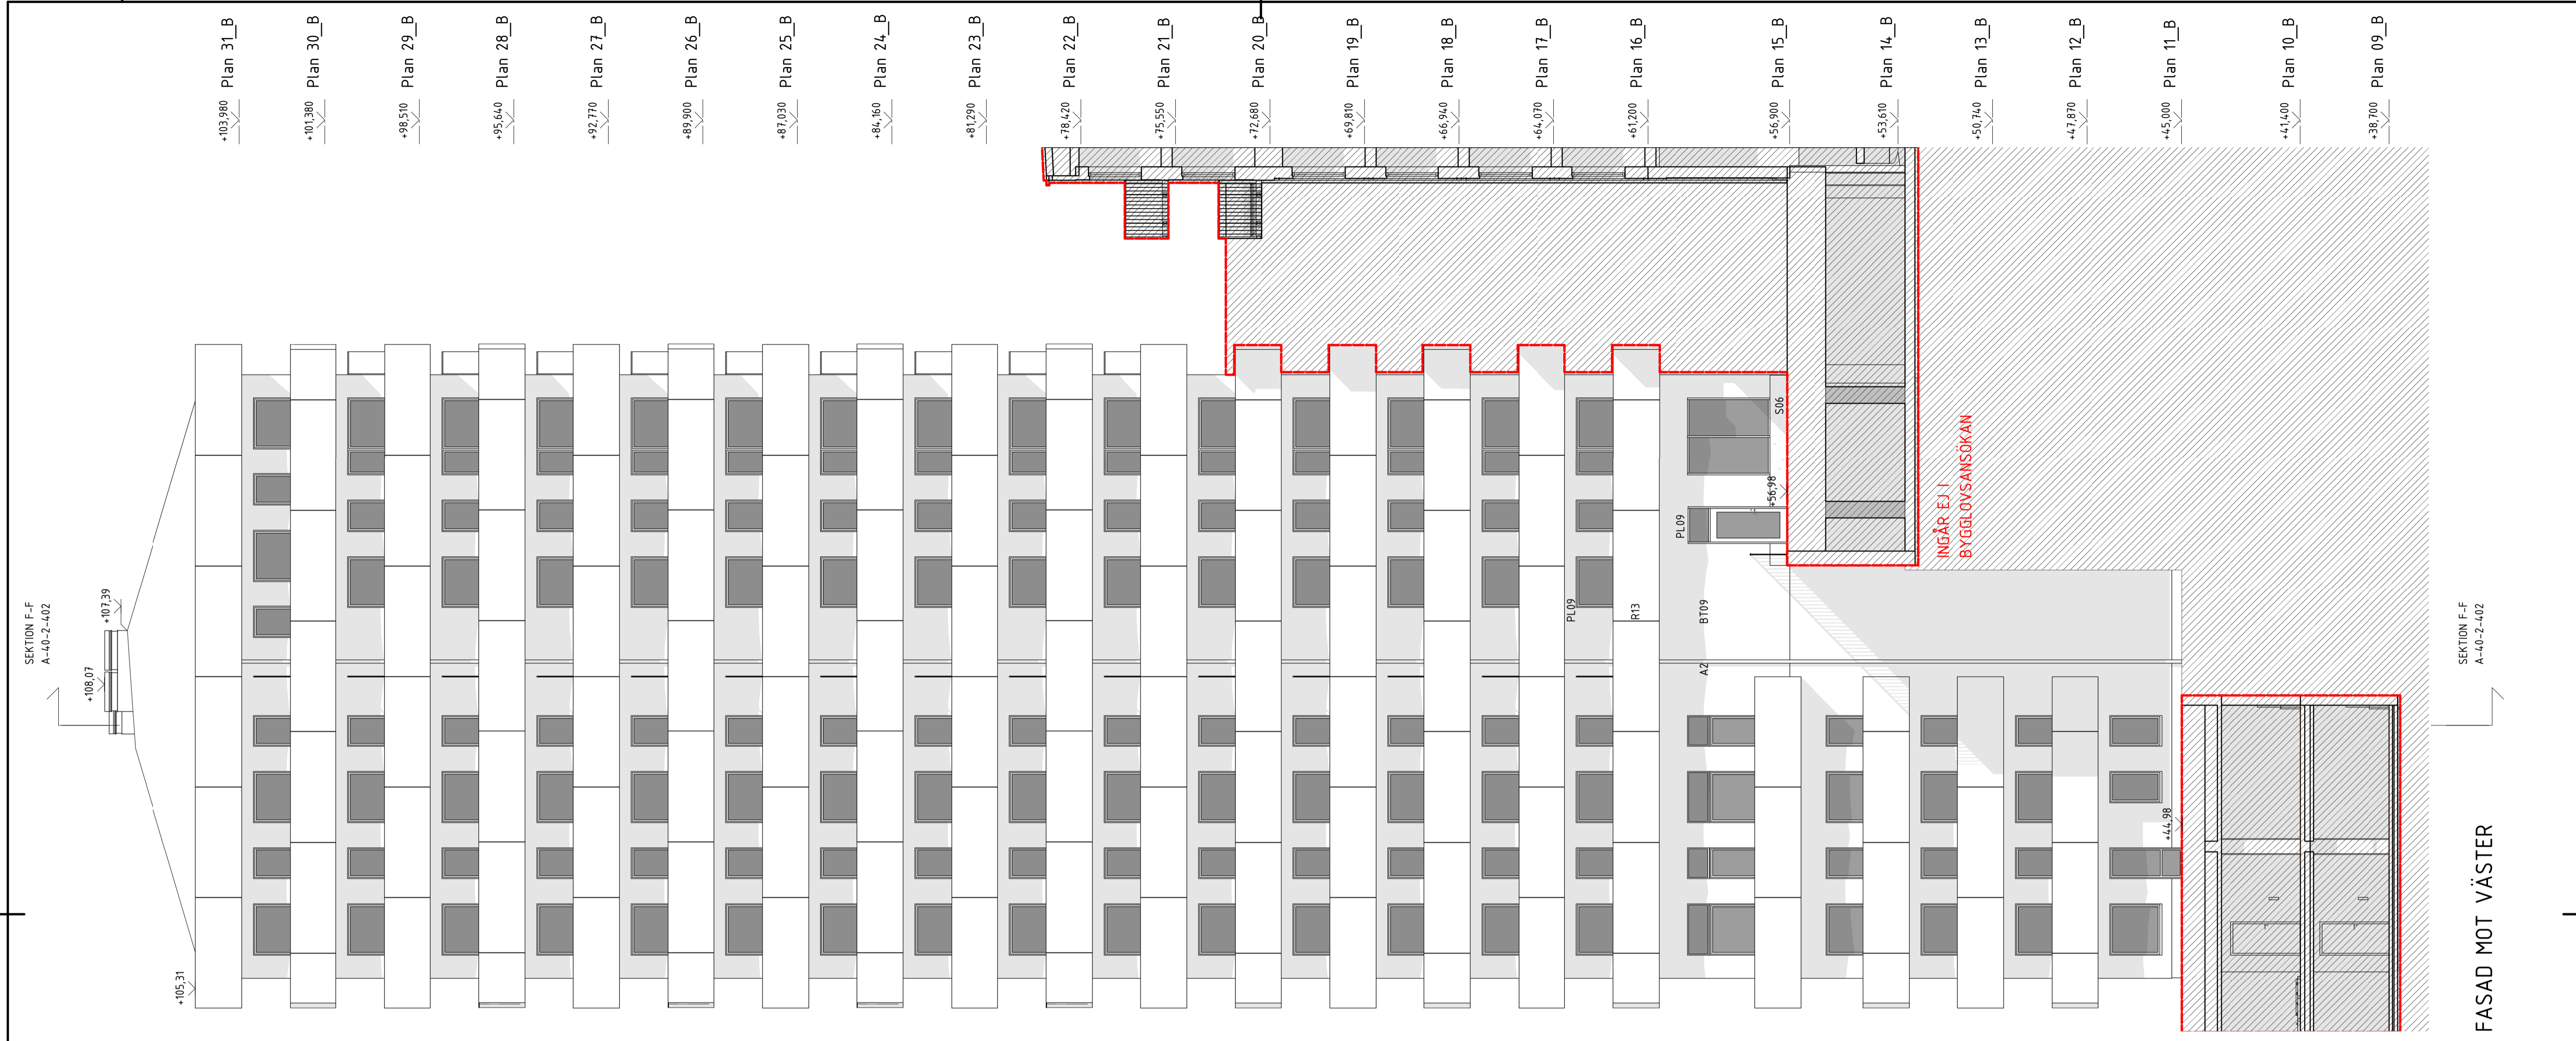 Plan 31_B
+103,980
Plan 30_B
+101,380
Plan 29_B
+98,510
Plan 28_B
+95,640
Plan 27_B
+92,770
Plan 26_B
+89,900
Plan 25_B
+87,030
Plan 24_B
+84,160
Plan 23_B
+81,290
Plan 22_B
+78,420
Plan 21_B
+75,550
Plan 20_B
+72,680
Plan 19_B
+69,810
Plan 18_B
+66,940
Plan 17_B
+64,070
Plan 16_B
+61,200
Plan 15_B
+56,900
Plan 14_B
+53,610
Plan 13_B
+50,740
Plan 12_B
+47,870
Plan 11_B
+45,000
Plan 10_B
+41,400
Plan 09_B
+38,700
SEKTION F-F
A-40-2-402
+107,39
+108,07
+105,31
PL09
R13
BT09
A2
PL09
S06
+56,98
INGÅR EJ I
BYGGLOVSANSÖKAN
+44,98
SEKTION F-F
A-40-2-402
FASAD MOT VÄSTER